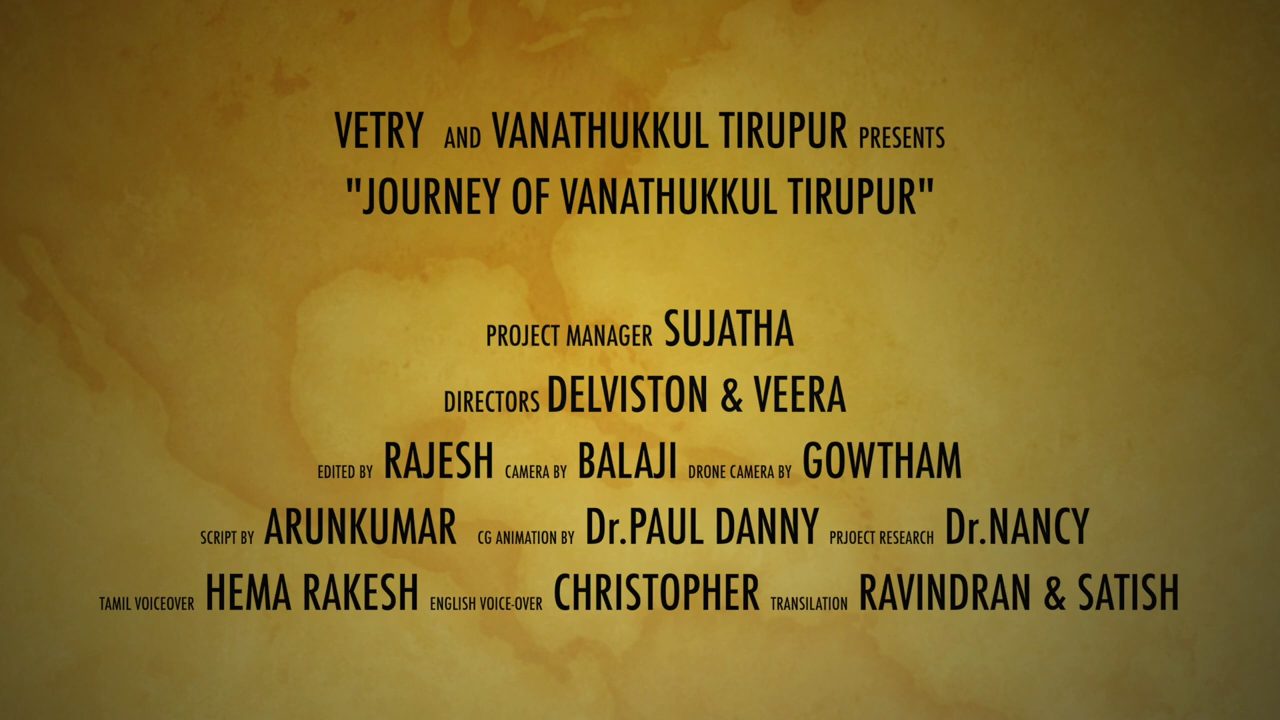 VETRY AND VANATHUKKUL TIRUPUR PRESENTS
"JOURNEY OF VANATHUKKUL TIRUPUR"
PROJECT MANAGER SUJATHA
DIRECTORS DELVISTON & VEERA
EDITED BY RAJESH CAMERA BY BALAJI DRONE CAMERA BY GOWTHAM
SCRIPT BY ARUNKUMAR CG ANIMATION BY Dr.PAUL DANNY PRJOECT RESEARCH Dr.NANCY
TAMIL VOICEOVER HEMA RAKESH ENGLISH VOICE-OVER CHRISTOPHER TRANSILATION RAVINDRAN & SATISH